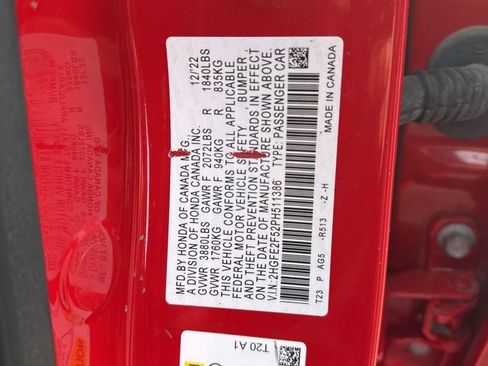 MFD.BY HONDA OF CANADA MFG. 12/22
A DIVISION OF HONDA CANADA INC.
GVWR 3880LBS GAWR F 2072LBS R 1840LBS
GVWR 1760KG GAWR F 940KG R 835KG
THIS VEHICLE CONFORMS TO ALL APPLICABLE
FEDERAL MOTOR VEHICLE SAFETY BUMPER
AND THEFT PREVENTION STANDARDS IN EFFECT
ON THE DATE OF MANUFACTURE SHOWN ABOVE.
V.I.N.:2HGFE2F52PH511386 TYPE:PASSENGER CAR
T23 P AG5 -R513 -Z -H MADE IN CANADA
T20 A1